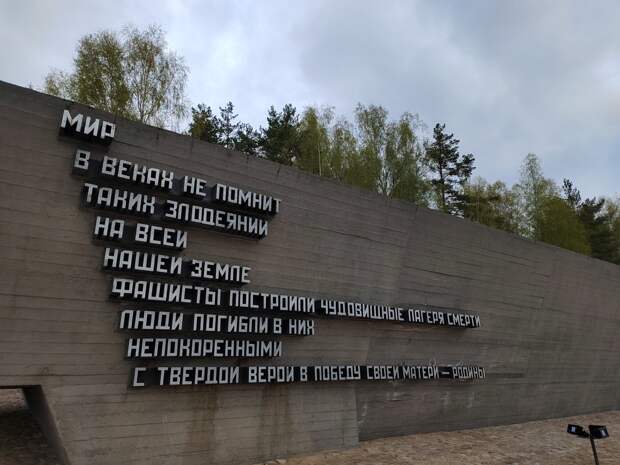 МИР
В ВЕКАХ НЕ ПОМНИТ
ТАКИХ ЗЛОДЕЯНИЙ
НА ВСЕЙ
НАШЕЙ ЗЕМЛЕ
ФАШИСТЫ ПОСТРОИЛИ ЧУДОВИЩНЫЕ ЛАГЕРЯ СМЕРТИ
ЛЮДИ ПОГИБЛИ В НИХ
НЕПОКОРЕННЫМИ
С ТВЕРДОЙ ВЕРОЙ В ПОБЕДУ СВОЕЙ МАТЕРИ – РОДИНЫ